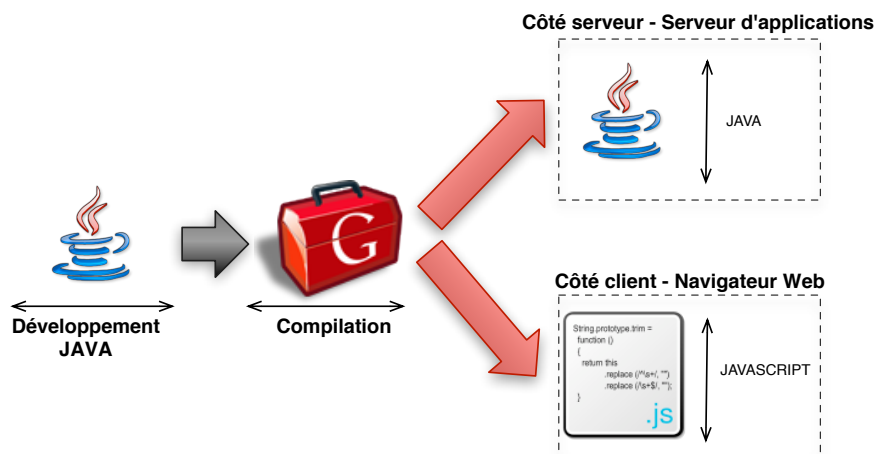 Côté serveur - Serveur d'applications
JAVA
G
Développement
JAVA
Compilation
Côté client - Navigateur Web
String.prototype.trim =
function ()
{
return this
.replace (/^\s+/, "")
.replace (/\s+$/, "");
}
.js
JAVASCRIPT